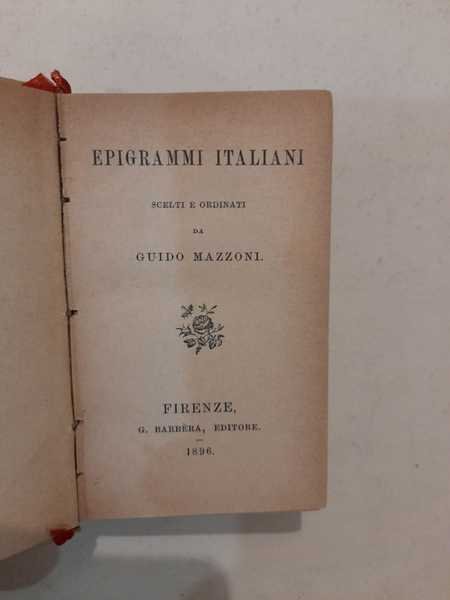 EPIGRAMMI ITALIANI
SCELTI E ORDINATI
DA
GUIDO MAZZONI.
FIRENZE,
G. BARBÈRA, EDITORE.
—
1896.